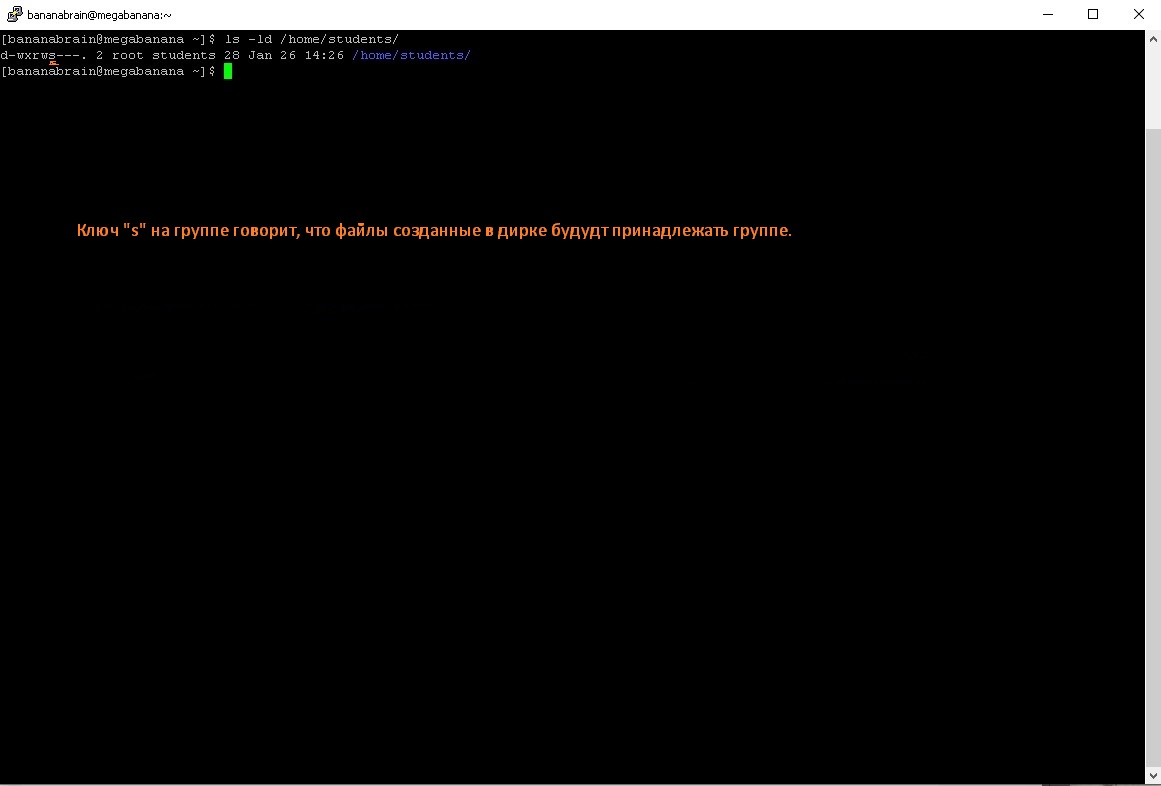 bananabrain@megabanana:~
[bananabrain@megabanana ~]$ ls -ld /home/students/
d-wxrws---. 2 root students 28 Jan 26 14:26 /home/students/
[bananabrain@megabanana ~]$
Ключ "s" на группе говорит, что файлы созданные в дирке будудт принадлежать группе.